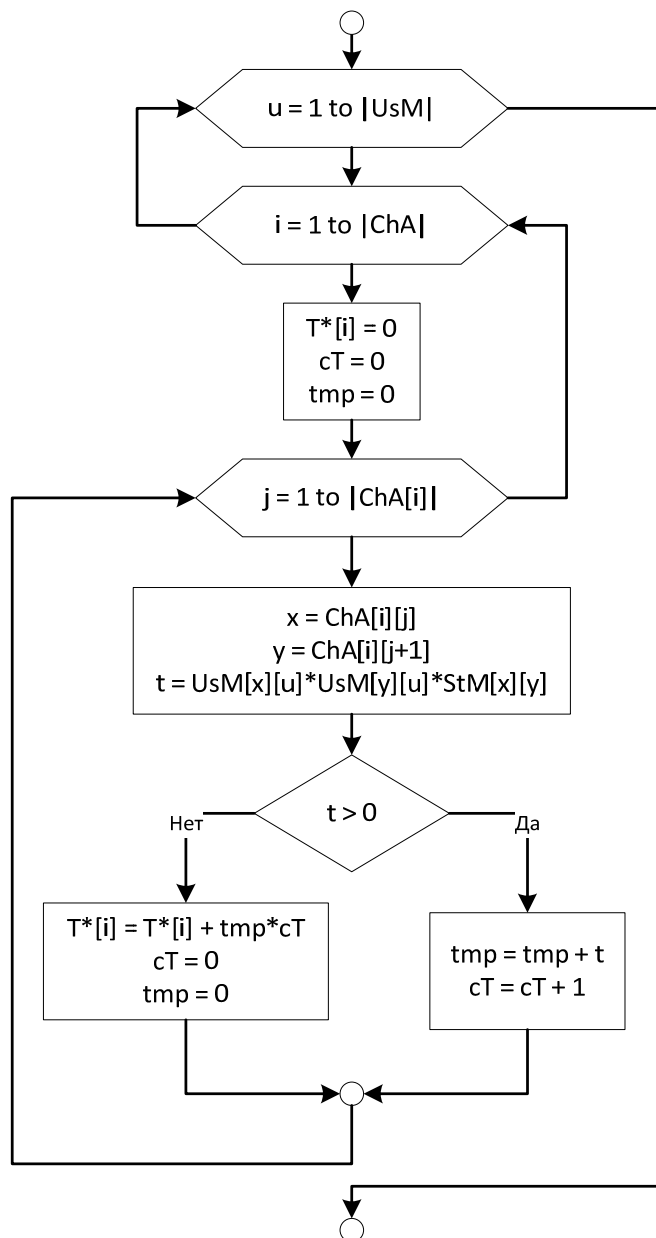 u = 1 to |UsM|
i = 1 to |ChA|
T*[i] = 0
cT = 0
tmp = 0
j = 1 to |ChA[i]|
x = ChA[i][j]
y = ChA[i][j+1]
t = UsM[x][u]*UsM[y][u]*StM[x][y]
t > 0
Нет
Да
T*[i] = T*[i] + tmp*cT
cT = 0
tmp = 0
tmp = tmp + t
cT = cT + 1